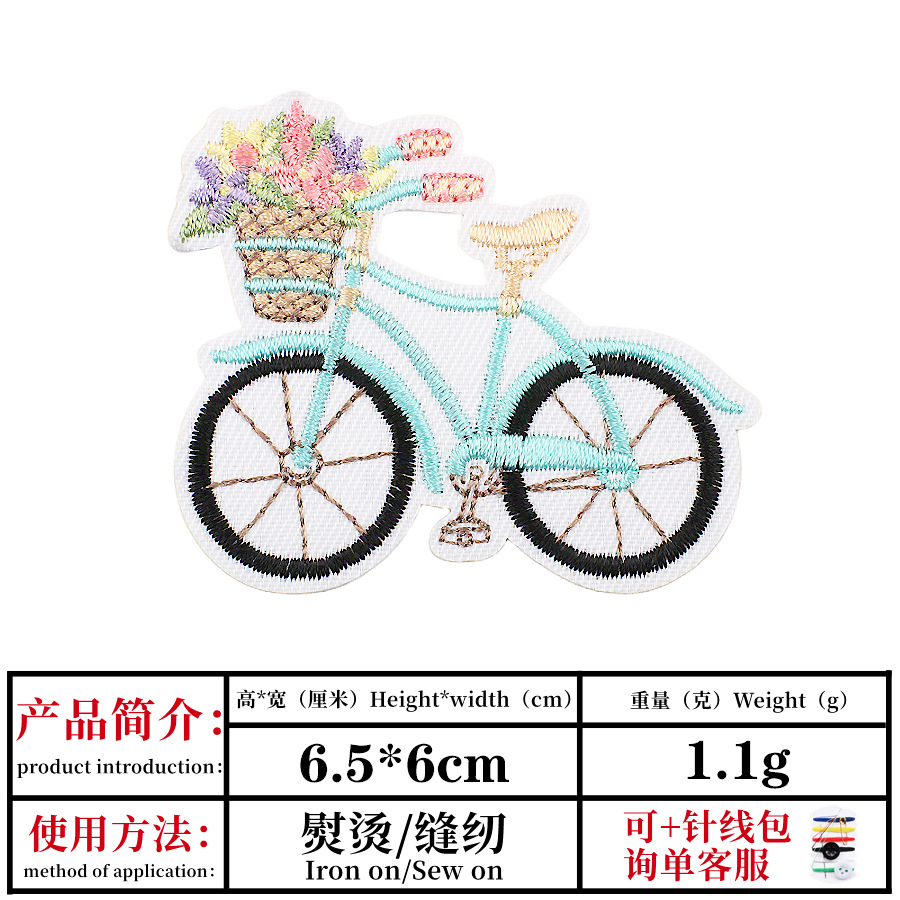 产品简介：
product introduction:
高*宽（厘米）Height*width（cm）
重量（克）Weight（g）
6.5*6cm
1.1g
使用方法：
method of application:
熨烫/缝纫
Iron on/Sew on
可+针线包
询单客服